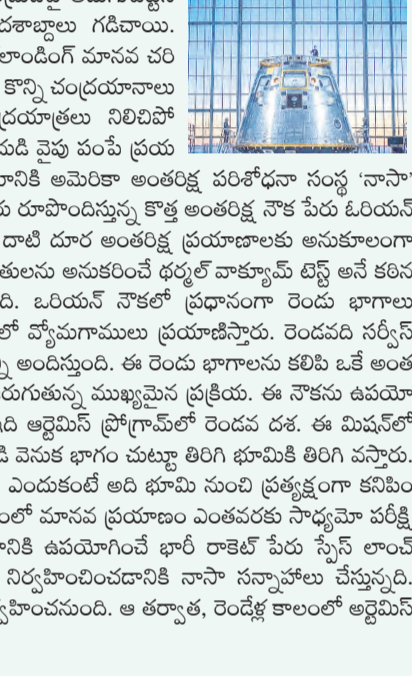 దశాబ్దాలు గడిచాయి.
లాండింగ్ మానవ చరి
కొన్ని చంద్రయానాలు
ద్రయాత్రలు నిలిచిపో
మడి వైపు పంపే ప్రయ
ానికి అమెరికా అంతరిక్ష పరిశోధనా సంస్థ ‘నాసా’
రూపొందిస్తున్న కొత్త అంతరిక్ష నౌక పేరు ఓరియన్
దాటి దూర అంతరిక్ష ప్రయాణాలకు అనుకూలంగా
తులను అనుకరించే థర్మల్ వాక్యూమ్ టెస్ట్ అనే కఠిన
ది. ఒరియన్ నౌకలో ప్రధానంగా రెండు భాగాలు
లో వ్యోమగాములు ప్రయాణిస్తారు. రెండవది సర్వీస్
అందిస్తుంది. ఈ రెండు భాగాలను కలిపి ఒకే అంత
రుగుతున్న ముఖ్యమైన ప్రక్రియ. ఈ నౌకను ఉపయో
ది ఆర్టెమిస్ ప్రోగ్రామ్‌లో రెండవ దశ. ఈ మిషన్‌లో
డి వెనుక భాగం చుట్టూ తిరిగి భూమికి తిరిగి వస్తారు.
ఎందుకంటే అది భూమి నుంచి ప్రత్యక్షంగా కనిపిం
ంలో మానవ ప్రయాణం ఎంతవరకు సాధ్యమో పరీక్షి
ానికి ఉపయోగించే భారీ రాకెట్ పేరు స్పేస్ లాంచ్
నిర్వహించించడానికి నాసా సన్నాహాలు చేస్తున్నది.
్వహించనుంది. ఆ తర్వాత, రెండేళ్ల కాలంలో అర్టెమిస్